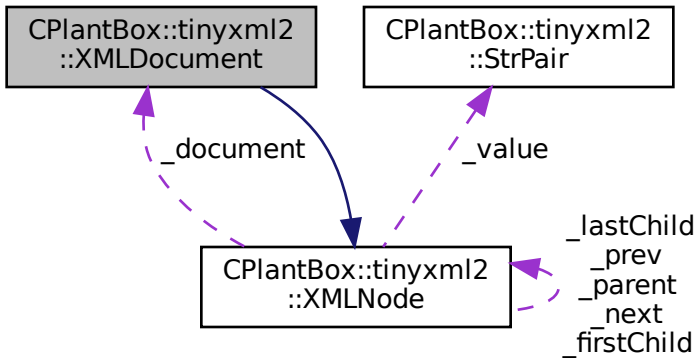 CPlantBox::tinyxml2
::XMLDocument
CPlantBox::tinyxml2
::StrPair
_document
_value
CPlantBox::tinyxml2
::XMLNode
_lastChild
_prev
_parent
_next
_firstChild